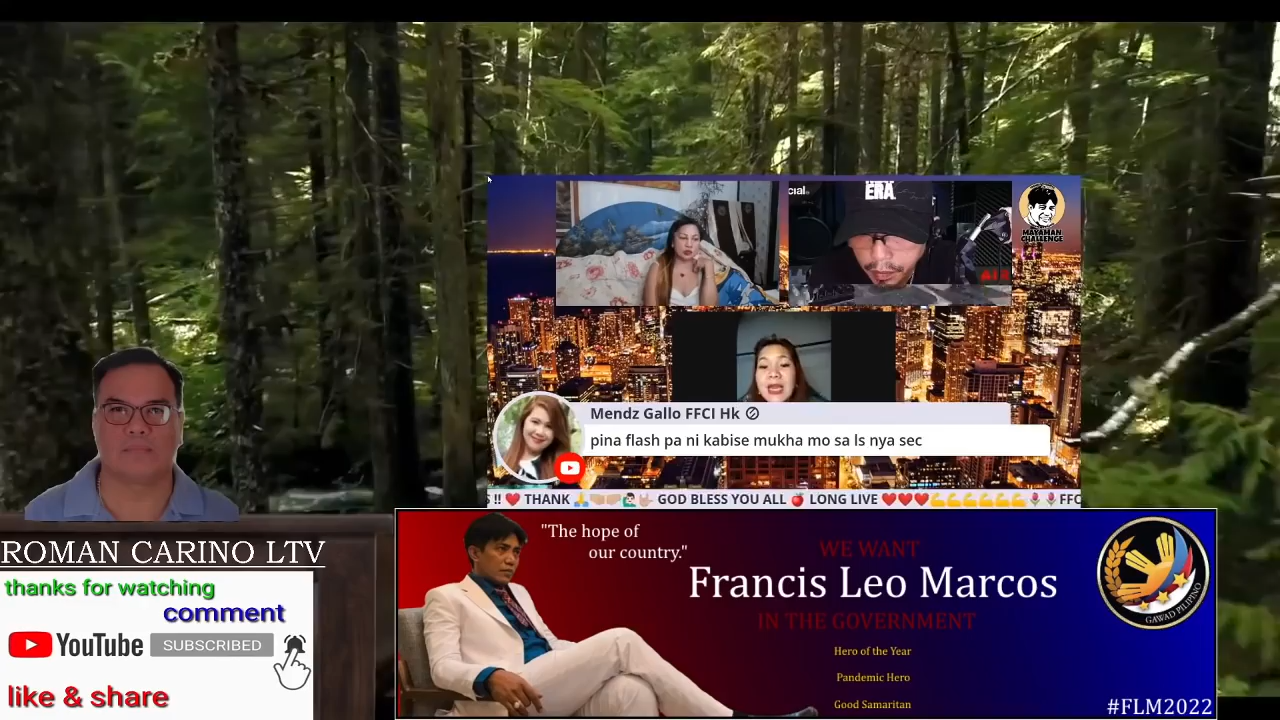 cial
ERA.
MAYAMAN
CHALLENGE
AIR
Mendz Gallo FFCI Hk
pina flash pa ni kabise mukha mo sa ls nya sec
S !! ❤️ THANK 🙏 GOD BLESS YOU ALL 🍎 LONG LIVE ❤️❤️❤️💪💪💪💪💪💪🌷🌷FFC
ROMAN CARINO LTV
thanks for watching
comment
YouTube SUBSCRIBED
like & share
"The hope of
our country."
WE WANT
Francis Leo Marcos
IN THE GOVERNMENT
Hero of the Year
Pandemic Hero
Good Samaritan
GAWAD PILIPINO
#FLM2022